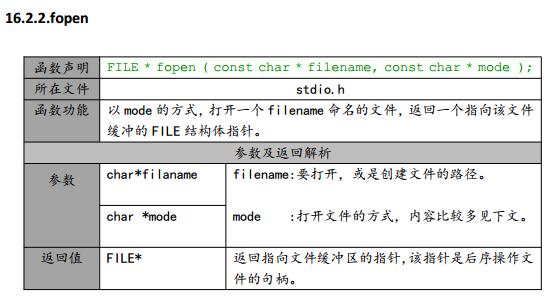 16.2.2.fopen
函数声明 FILE * fopen ( const char * filename, const char * mode );
所在文件 stdio.h
函数功能 以 mode 的方式，打开一个 filename 命名的文件，返回一个指向该文件
缓冲的 FILE 结构体指针。
参数及返回解析
参数 char*filaname filename:要打开，或是创建文件的路径。
char *mode mode :打开文件的方式，内容比较多见下文。
返回值 FILE* 返回指向文件缓冲区的指针,该指针是后序操作文
件的句柄。